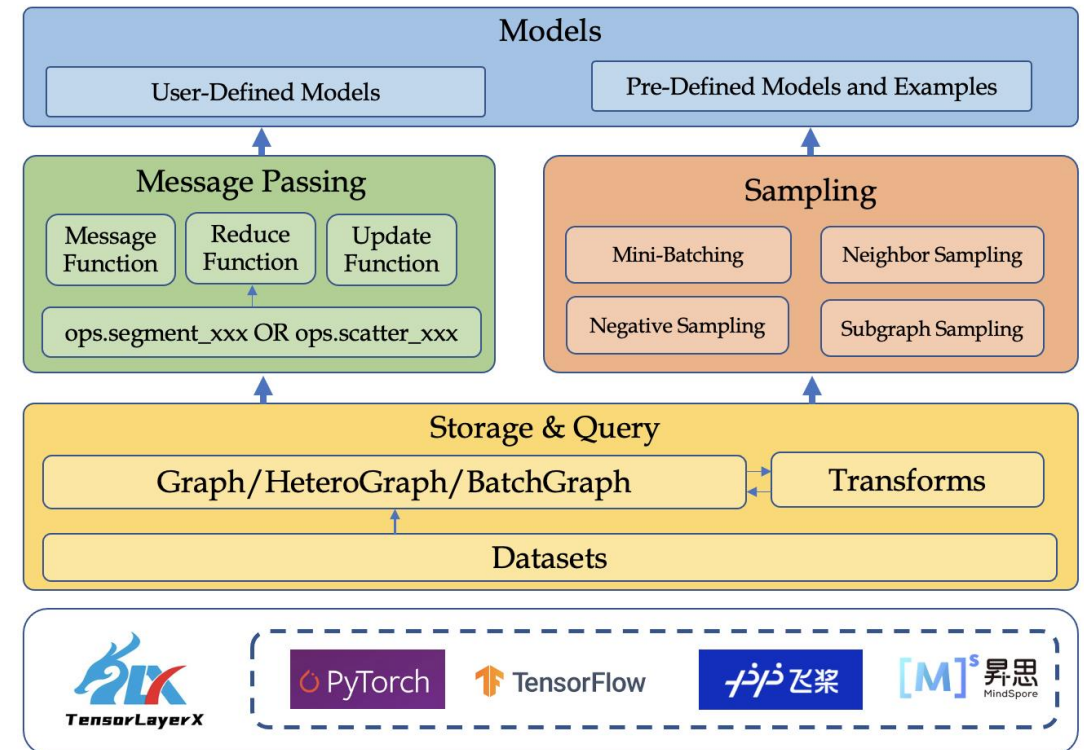 Models
User-Defined Models
Pre-Defined Models and Examples
Message Passing
Message
Function
Reduce
Function
Update
Function
ops.segment_xxx OR ops.scatter_xxx
Sampling
Mini-Batching
Neighbor Sampling
Negative Sampling
Subgraph Sampling
Storage & Query
Graph/HeteroGraph/BatchGraph
Transforms
Datasets
TLX
TensorLayerX
PyTorch
TensorFlow
飞桨
[M]s
昇思
MindSpore